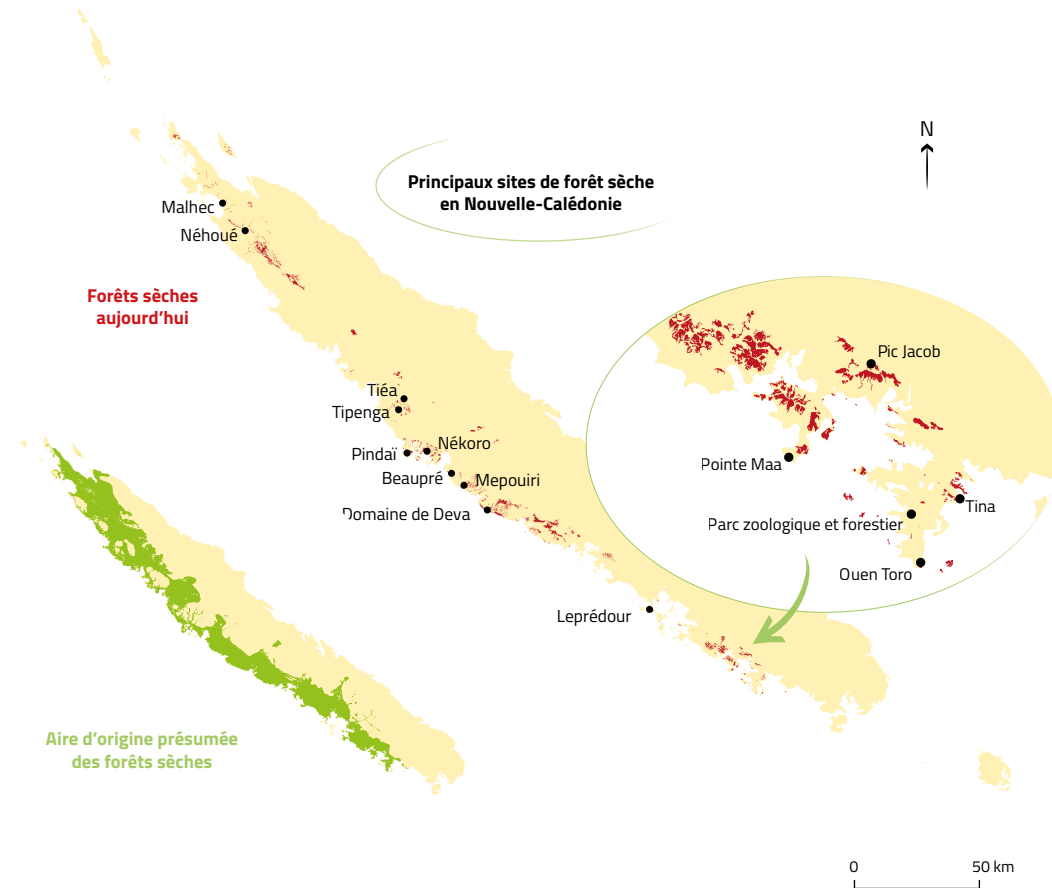 N
Principaux sites de forêt sèche
en Nouvelle-Calédonie
Malhec
Néhoué
Forêts sèches
aujourd'hui
Pic Jacob
Tiéa
Tipenga
Nékoro
Pindaï
Beaupré
Mepouiri
Domaine de Deva
Pointe Maa
Tina
Parc zoologique et forestier
Ouen Toro
Leprédour
Aire d'origine présumée
des forêts sèches
0 50 km